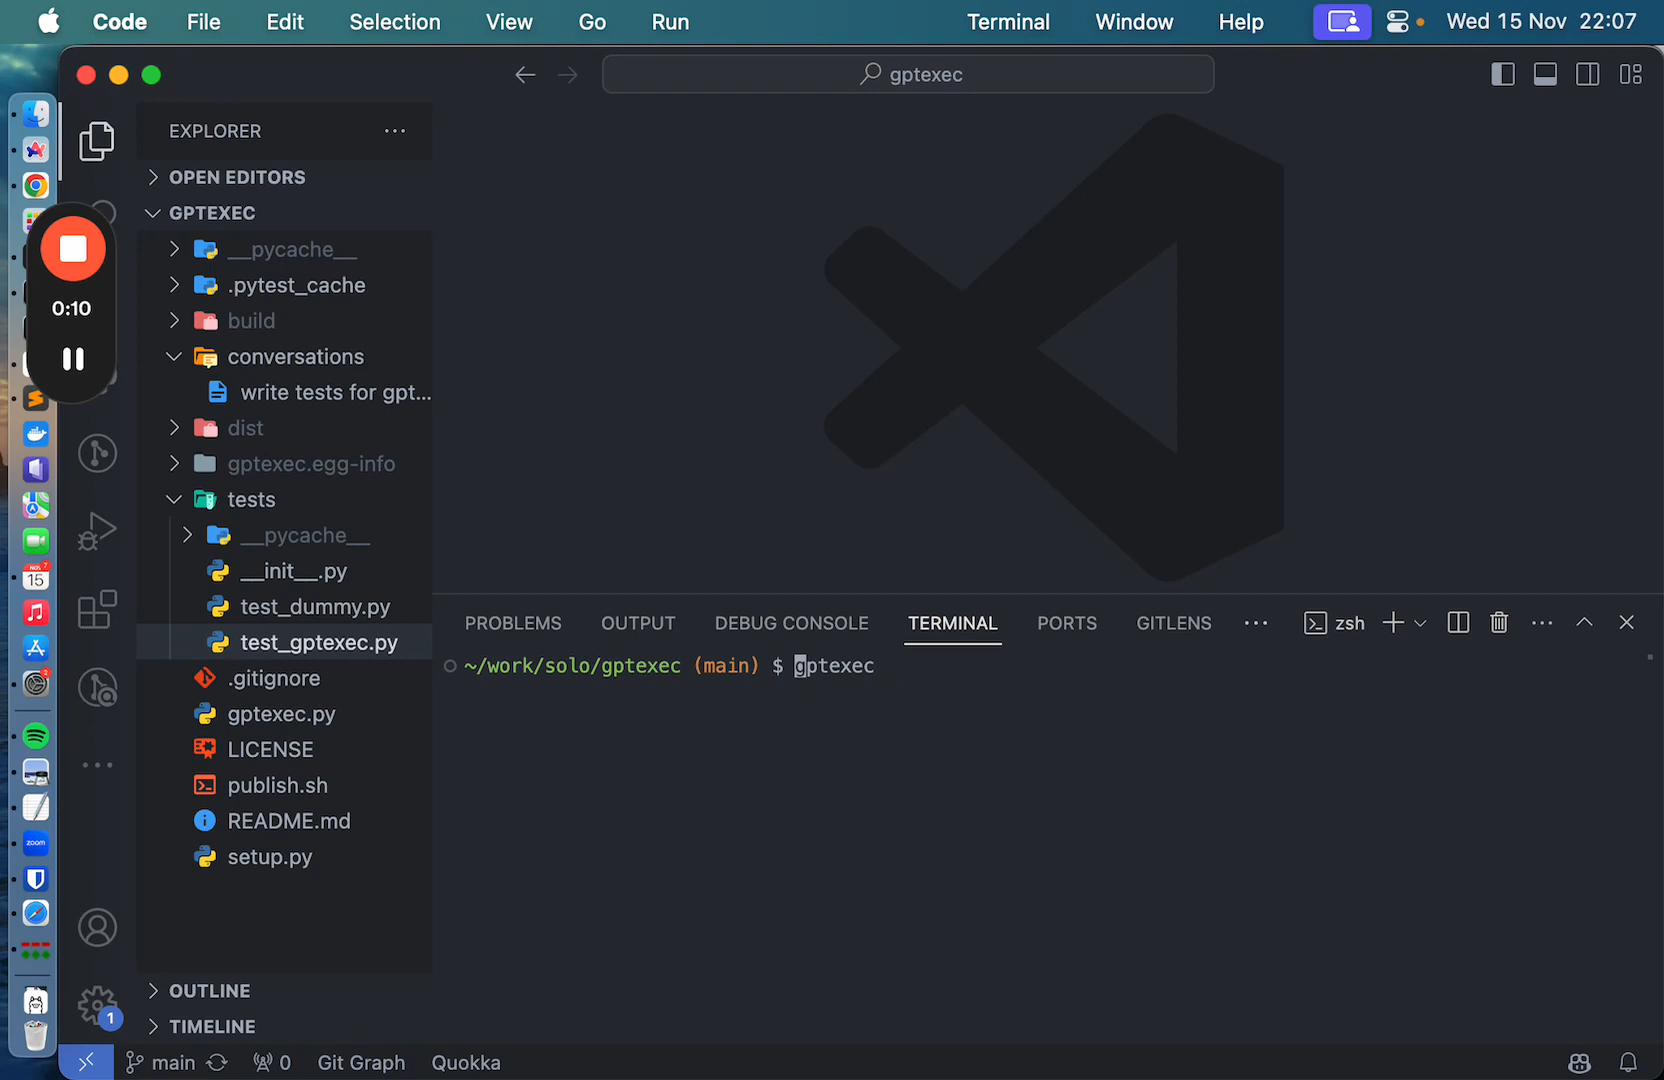 Code File Edit Selection View Go Run Terminal Window Help Wed 15 Nov 22:07
gptexec
EXPLORER
OPEN EDITORS
GPTEXEC
__pycache__
.pytest_cache
build
conversations
write tests for gpt...
dist
gptexec.egg-info
tests
__pycache__
__init__.py
test_dummy.py
test_gptexec.py
.gitignore
gptexec.py
LICENSE
publish.sh
README.md
setup.py
OUTLINE
TIMELINE
0:10
15
zoom
1
PROBLEMS OUTPUT DEBUG CONSOLE TERMINAL PORTS GITLENS zsh
~/work/solo/gptexec (main) $ gptexec
main 0 Git Graph Quokka